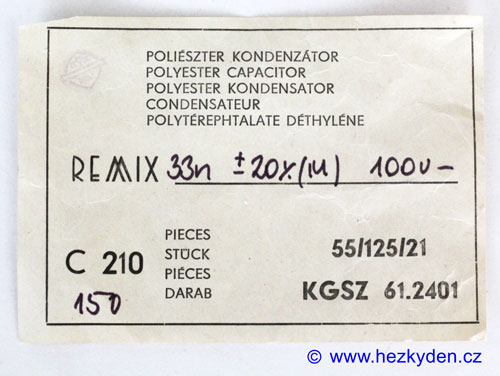 POLIÉSZTER KONDENZÁTOR
POLYESTER CAPACITOR
POLYESTER KONDENSATOR
CONDENSATEUR
POLYTÉREPHTALATE DÉTHYLÉNE
REMIX 33n ±20%(M) 100V-
C 210
150
PIECES
STÜCK
PIÉCES
DARAB
55/125/21
KGSZ 61.2401
© www.hezkyden.cz